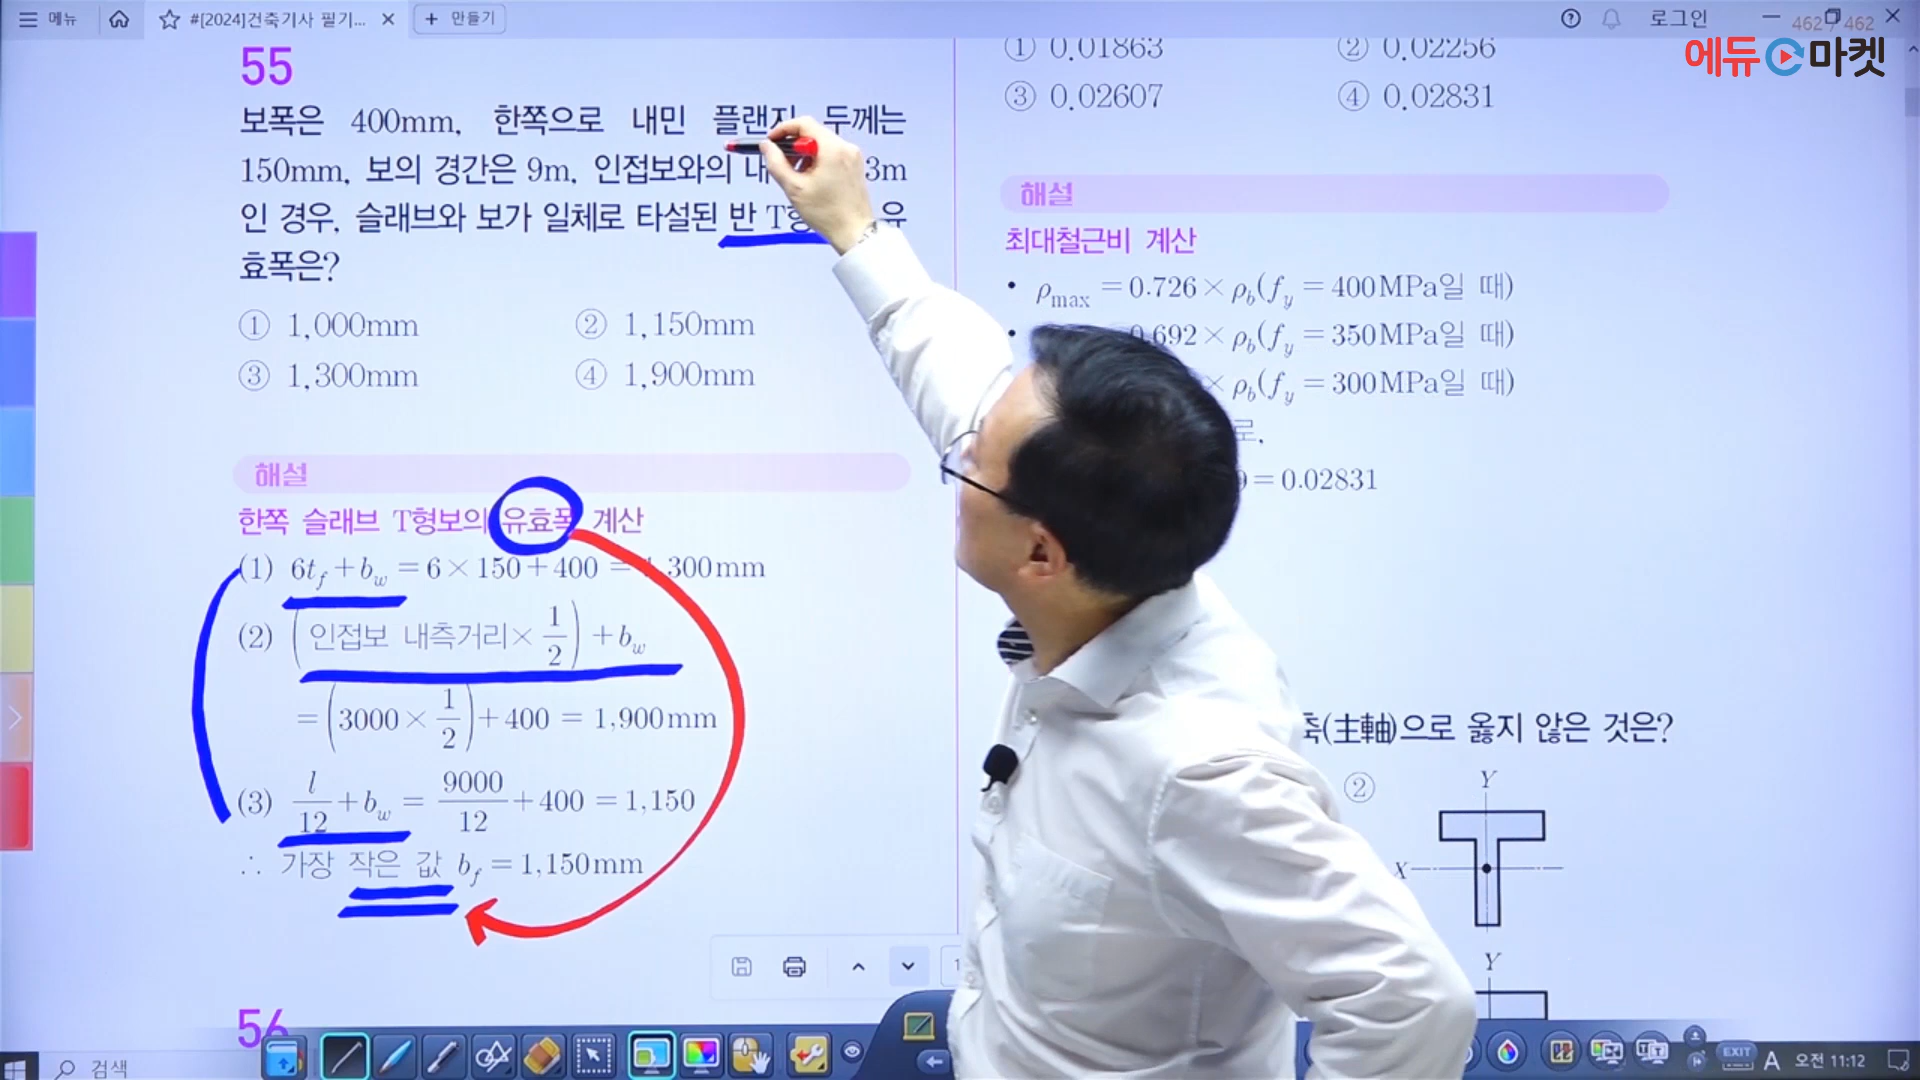 메뉴
#[2024]건축기사 필기...
만들기
로그인
462 / 462
에듀 마켓
55
보폭은 400mm, 한쪽으로 내민 플랜지 두께는
150mm, 보의 경간은 9m, 인접보와의 내 3m
인 경우, 슬래브와 보가 일체로 타설된 반 T형 유
효폭은?
① 1,000mm ② 1,150mm
③ 1,300mm ④ 1,900mm
해설
한쪽 슬래브 T형보의 유효폭 계산
(1) 6t_f + b_w = 6 × 150 + 400 = 1,300mm
(2) (인접보 내측거리 × 1/2) + b_w
= (3000 × 1/2) + 400 = 1,900mm
(3) l/12 + b_w = 9000/12 + 400 = 1,150
∴ 가장 작은 값 b_f = 1,150mm
56
① 0.01863 ② 0.02256
③ 0.02607 ④ 0.02831
해설
최대철근비 계산
• ρ_max = 0.726 × ρ_b (f_y = 400MPa일 때)
• 0.692 × ρ_b (f_y = 350MPa일 때)
× ρ_b (f_y = 300MPa일 때)
로,
= 0.02831
축(主軸)으로 옳지 않은 것은?
②
Y
X
Y
검색
EXIT
A
오전 11:12